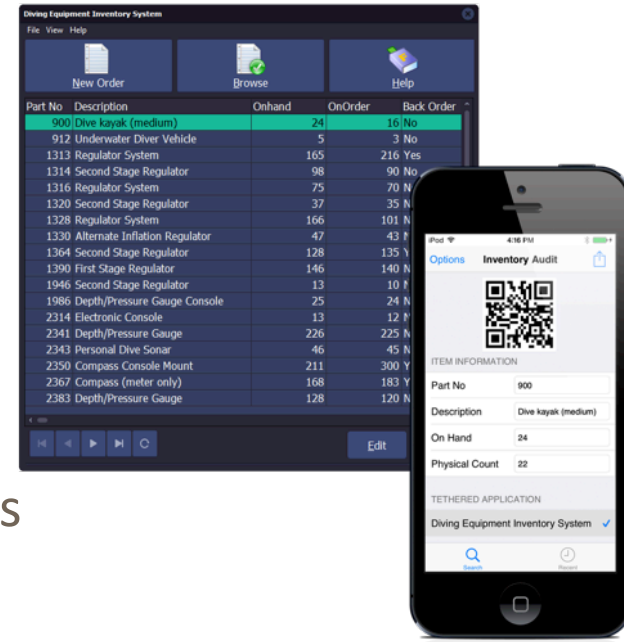 Diving Equipment Inventory System
File View Help
New Order Browse Help
Part No Description Onhand OnOrder Back Order
900 Dive kayak (medium) 24 16 No
912 Underwater Diver Vehicle 5 3 No
1313 Regulator System 165 216 Yes
1314 Second Stage Regulator 98 90 No
1316 Regulator System 75 70 N
1320 Second Stage Regulator 37 35 N
1328 Regulator System 166 101 N
1330 Alternate Inflation Regulator 47 43
1364 Second Stage Regulator 128 135
1390 First Stage Regulator 146 140 N
1946 Second Stage Regulator 13 10
1986 Depth/Pressure Gauge Console 25 24 N
2314 Electronic Console 13 12
2341 Depth/Pressure Gauge 226 225 N
2343 Personal Dive Sonar 46 45 N
2350 Compass Console Mount 211 300 Y
2367 Compass (meter only) 168 183 Y
2383 Depth/Pressure Gauge 128 120 N
Edit
s
iPod 4:16 PM
Options Inventory Audit
ITEM INFORMATION
Part No 900
Description Dive kayak (medium)
On Hand 24
Physical Count 22
TETHERED APPLICATION
Diving Equipment Inventory System
Search Recent